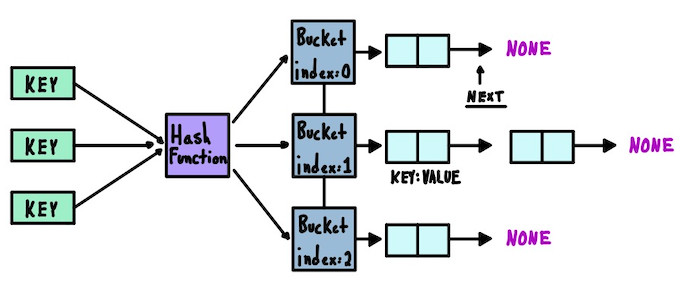 KEY
KEY
KEY
Hash
Function
Bucket
index:0
NONE
NEXT
Bucket
index:1
KEY:VALUE
NONE
Bucket
index:2
NONE